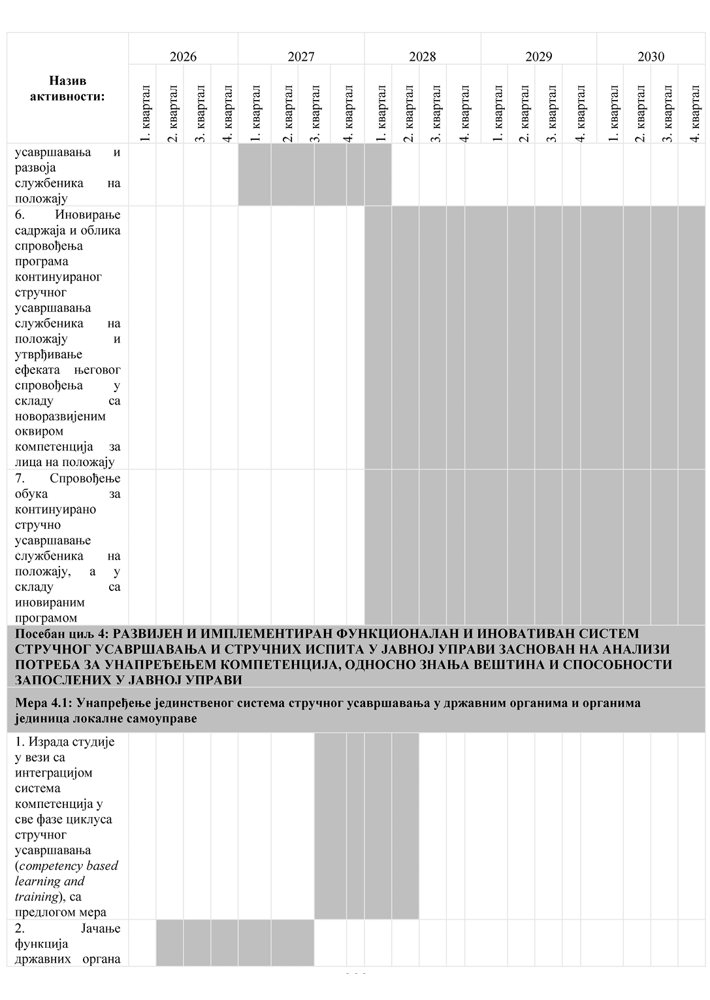 Назив
активности:
2026 2027 2028 2029 2030
1. квартал 2. квартал 3. квартал 4. квартал 1. квартал 2. квартал 3. квартал 4. квартал 1. квартал 2. квартал 3. квартал 4. квартал 1. квартал 2. квартал 3. квартал 4. квартал 1. квартал 2. квартал 3. квартал 4. квартал
усавршавања и
развоја
службеника на
положају
6. Иновирање
садржаја и облика
спровођења
програма
континуираног
стручног
усавршавања
службеника на
положају и
утврђивање
ефеката његовог
спровођења у
складу са
новоразвијеним
оквиром
компетенција за
лица на положају
7. Спровођење
обука за
континуирано
стручно
усавршавање
службеника на
положају, а у
складу са
иновираним
програмом
Посебан циљ 4: РАЗВИЈЕН И ИМПЛЕМЕНТИРАН ФУНКЦИОНАЛАН И ИНОВАТИВАН СИСТЕМ
СТРУЧНОГ УСАВРШАВАЊА И СТРУЧНИХ ИСПИТА У ЈАВНОЈ УПРАВИ ЗАСНОВАН НА АНАЛИЗИ
ПОТРЕБА ЗА УНАПРЕЂЕЊЕМ КОМПЕТЕНЦИЈА, ОДНОСНО ЗНАЊА ВЕШТИНА И СПОСОБНОСТИ
ЗАПОСЛЕНИХ У ЈАВНОЈ УПРАВИ
Мера 4.1: Унапређење јединственог система стручног усавршавања у државним органима и органима
јединица локалне самоуправе
1. Израда студије
у вези са
интеграцијом
система
компетенција у
све фазе циклуса
стручног
усавршавања
(competency based
learning and
training), са
предлогом мера
2. Јачање
функција
државних органа